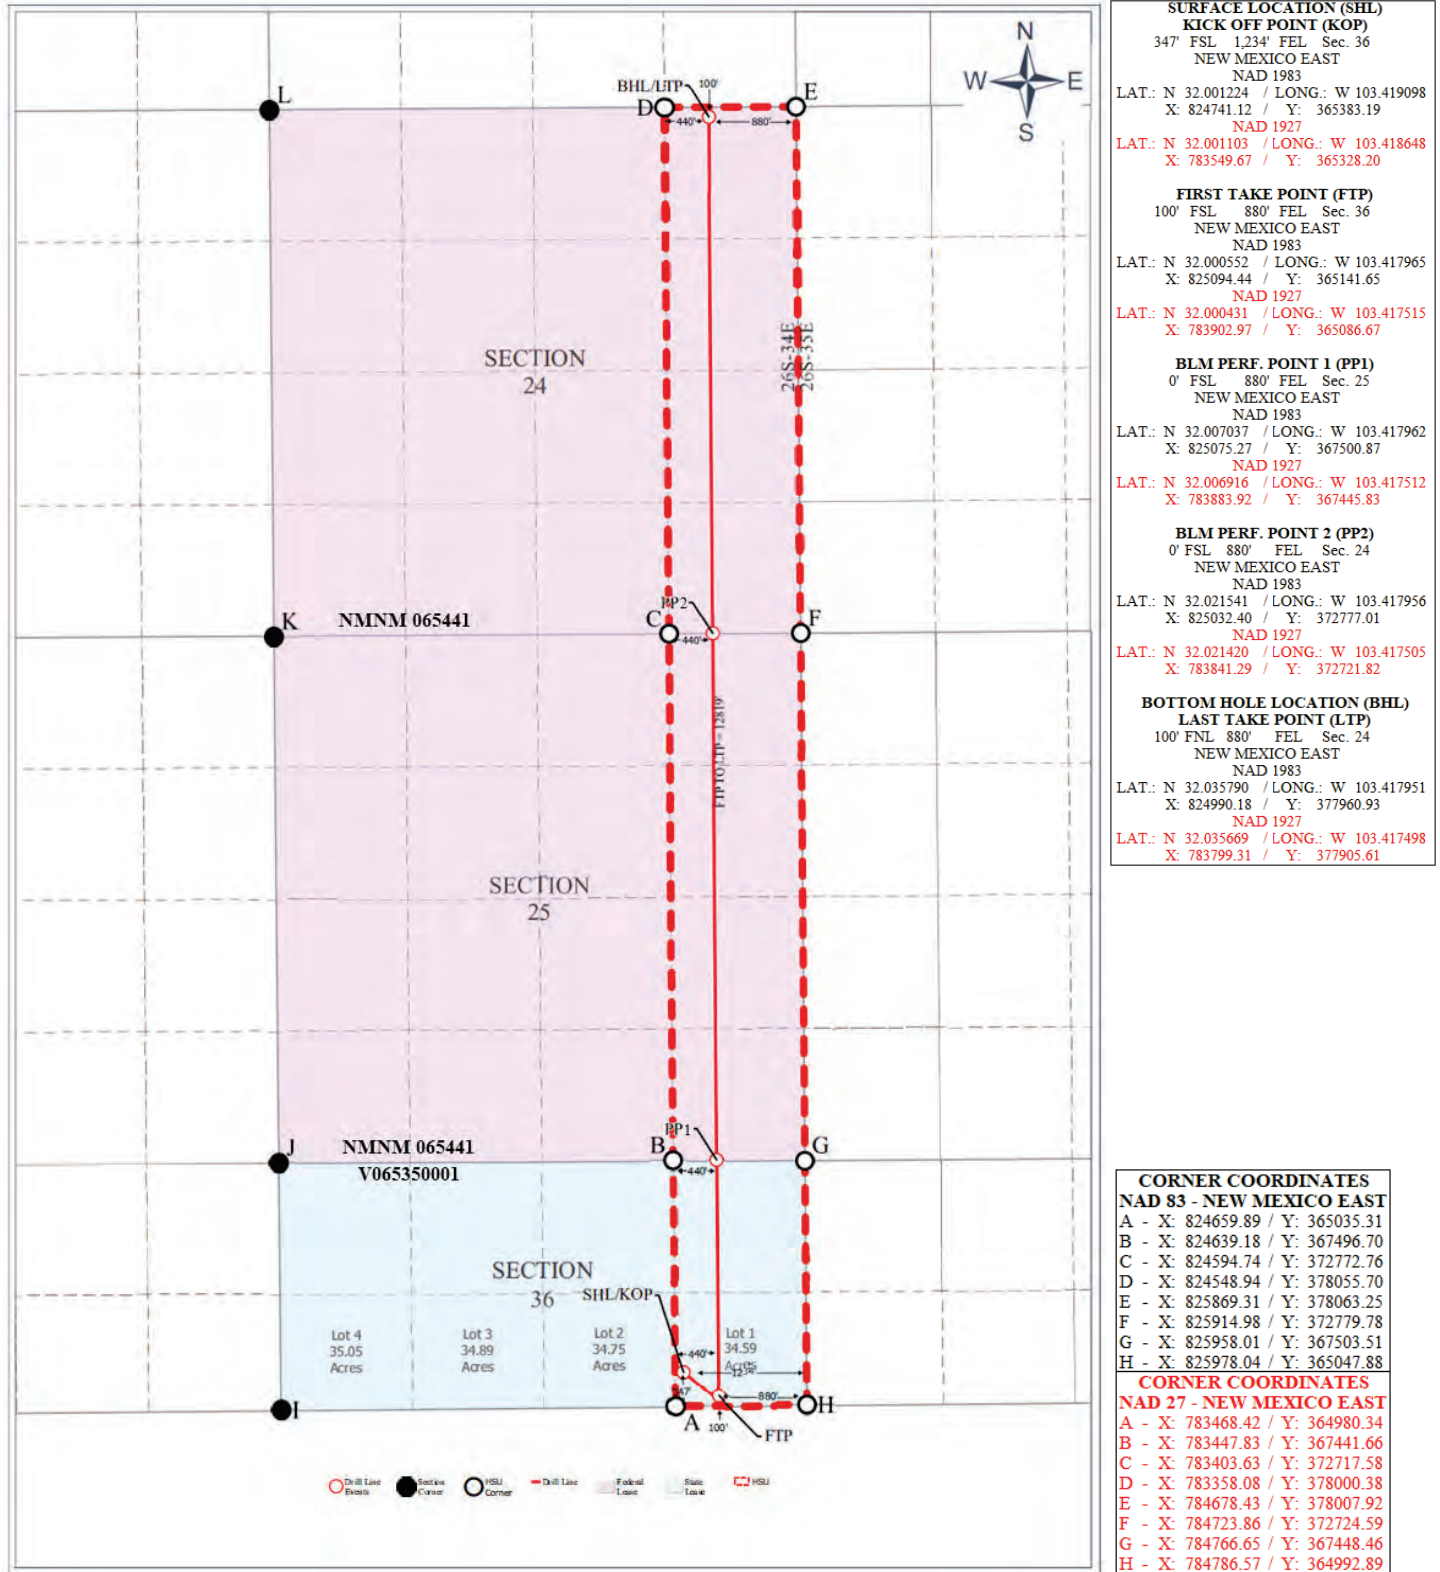 N
W E
S
L
BHL/LTP
100'
D
E
440'
880'
26S-34E
26S-35E
SECTION
24
K
NMNM 065441
C
PP2
440'
F
FTP TO LTP = 12819'
SECTION
25
J
NMNM 065441
V065350001
B
PP1
440'
G
SECTION
36
SHL/KOP
Lot 4
35.05
Acres
Lot 3
34.89
Acres
Lot 2
34.75
Acres
Lot 1
34.59
Acres
440'
880'
I
A
100'
FTP
H
Drill Line
Events
Section
Corner
HSU
Corner
Drill Line
Federal
Lease
State
Lease
HSU
SURFACE LOCATION (SHL)
KICK OFF POINT (KOP)
347' FSL 1,234' FEL Sec. 36
NEW MEXICO EAST
NAD 1983
LAT.: N 32.001224 / LONG.: W 103.419098
X: 824741.12 / Y: 365383.19
NAD 1927
LAT.: N 32.001103 / LONG.: W 103.418648
X: 783549.67 / Y: 365328.20
FIRST TAKE POINT (FTP)
100' FSL 880' FEL Sec. 36
NEW MEXICO EAST
NAD 1983
LAT.: N 32.000552 / LONG.: W 103.417965
X: 825094.44 / Y: 365141.65
NAD 1927
LAT.: N 32.000431 / LONG.: W 103.417515
X: 783902.97 / Y: 365086.67
BLM PERF. POINT 1 (PP1)
0' FSL 880' FEL Sec. 25
NEW MEXICO EAST
NAD 1983
LAT.: N 32.007037 / LONG.: W 103.417962
X: 825075.27 / Y: 367500.87
NAD 1927
LAT.: N 32.006916 / LONG.: W 103.417512
X: 783883.92 / Y: 367445.83
BLM PERF. POINT 2 (PP2)
0' FSL 880' FEL Sec. 24
NEW MEXICO EAST
NAD 1983
LAT.: N 32.021541 / LONG.: W 103.417956
X: 825032.40 / Y: 372777.01
NAD 1927
LAT.: N 32.021420 / LONG.: W 103.417505
X: 783841.29 / Y: 372721.82
BOTTOM HOLE LOCATION (BHL)
LAST TAKE POINT (LTP)
100' FNL 880' FEL Sec. 24
NEW MEXICO EAST
NAD 1983
LAT.: N 32.035790 / LONG.: W 103.417951
X: 824990.18 / Y: 377960.93
NAD 1927
LAT.: N 32.035669 / LONG.: W 103.417498
X: 783799.31 / Y: 377905.61
CORNER COORDINATES
NAD 83 - NEW MEXICO EAST
A - X: 824659.89 / Y: 365035.31
B - X: 824639.18 / Y: 367496.70
C - X: 824594.74 / Y: 372772.76
D - X: 824548.94 / Y: 378055.70
E - X: 825869.31 / Y: 378063.25
F - X: 825914.98 / Y: 372779.78
G - X: 825958.01 / Y: 367503.51
H - X: 825978.04 / Y: 365047.88
CORNER COORDINATES
NAD 27 - NEW MEXICO EAST
A - X: 783468.42 / Y: 364980.34
B - X: 783447.83 / Y: 367441.66
C - X: 783403.63 / Y: 372717.58
D - X: 783358.08 / Y: 378000.38
E - X: 784678.43 / Y: 378007.92
F - X: 784723.86 / Y: 372724.59
G - X: 784766.65 / Y: 367448.46
H - X: 784786.57 / Y: 364992.89